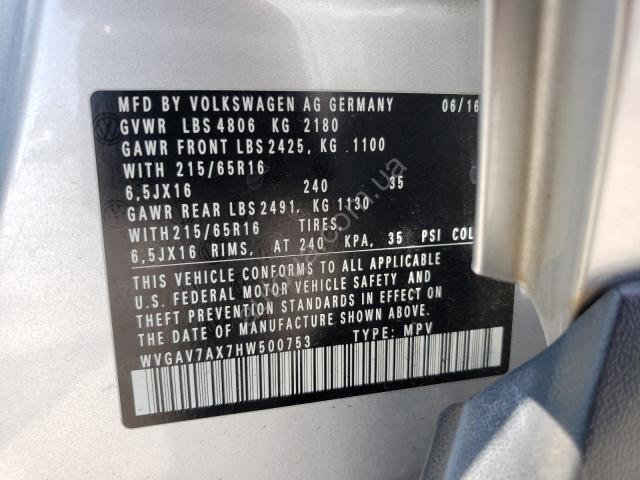 MFD BY VOLKSWAGEN AG GERMANY 06/16
GVWR LBS 4806 KG 2180
GAWR FRONT LBS 2425, KG 1100
WITH 215/65R16
6,5JX16 240 35
GAWR REAR LBS 2491, KG 1130
WITH 215/65R16 TIRES,
6,5JX16 RIMS, AT 240 KPA, 35 PSI COL
THIS VEHICLE CONFORMS TO ALL APPLICABLE
U.S. FEDERAL MOTOR VEHICLE SAFETY AND
THEFT PREVENTION STANDARDS IN EFFECT ON
THE DATE OF MANUFACTURE SHOWN ABOVE.
WVGAV7AX7HW500753 TYPE: MPV